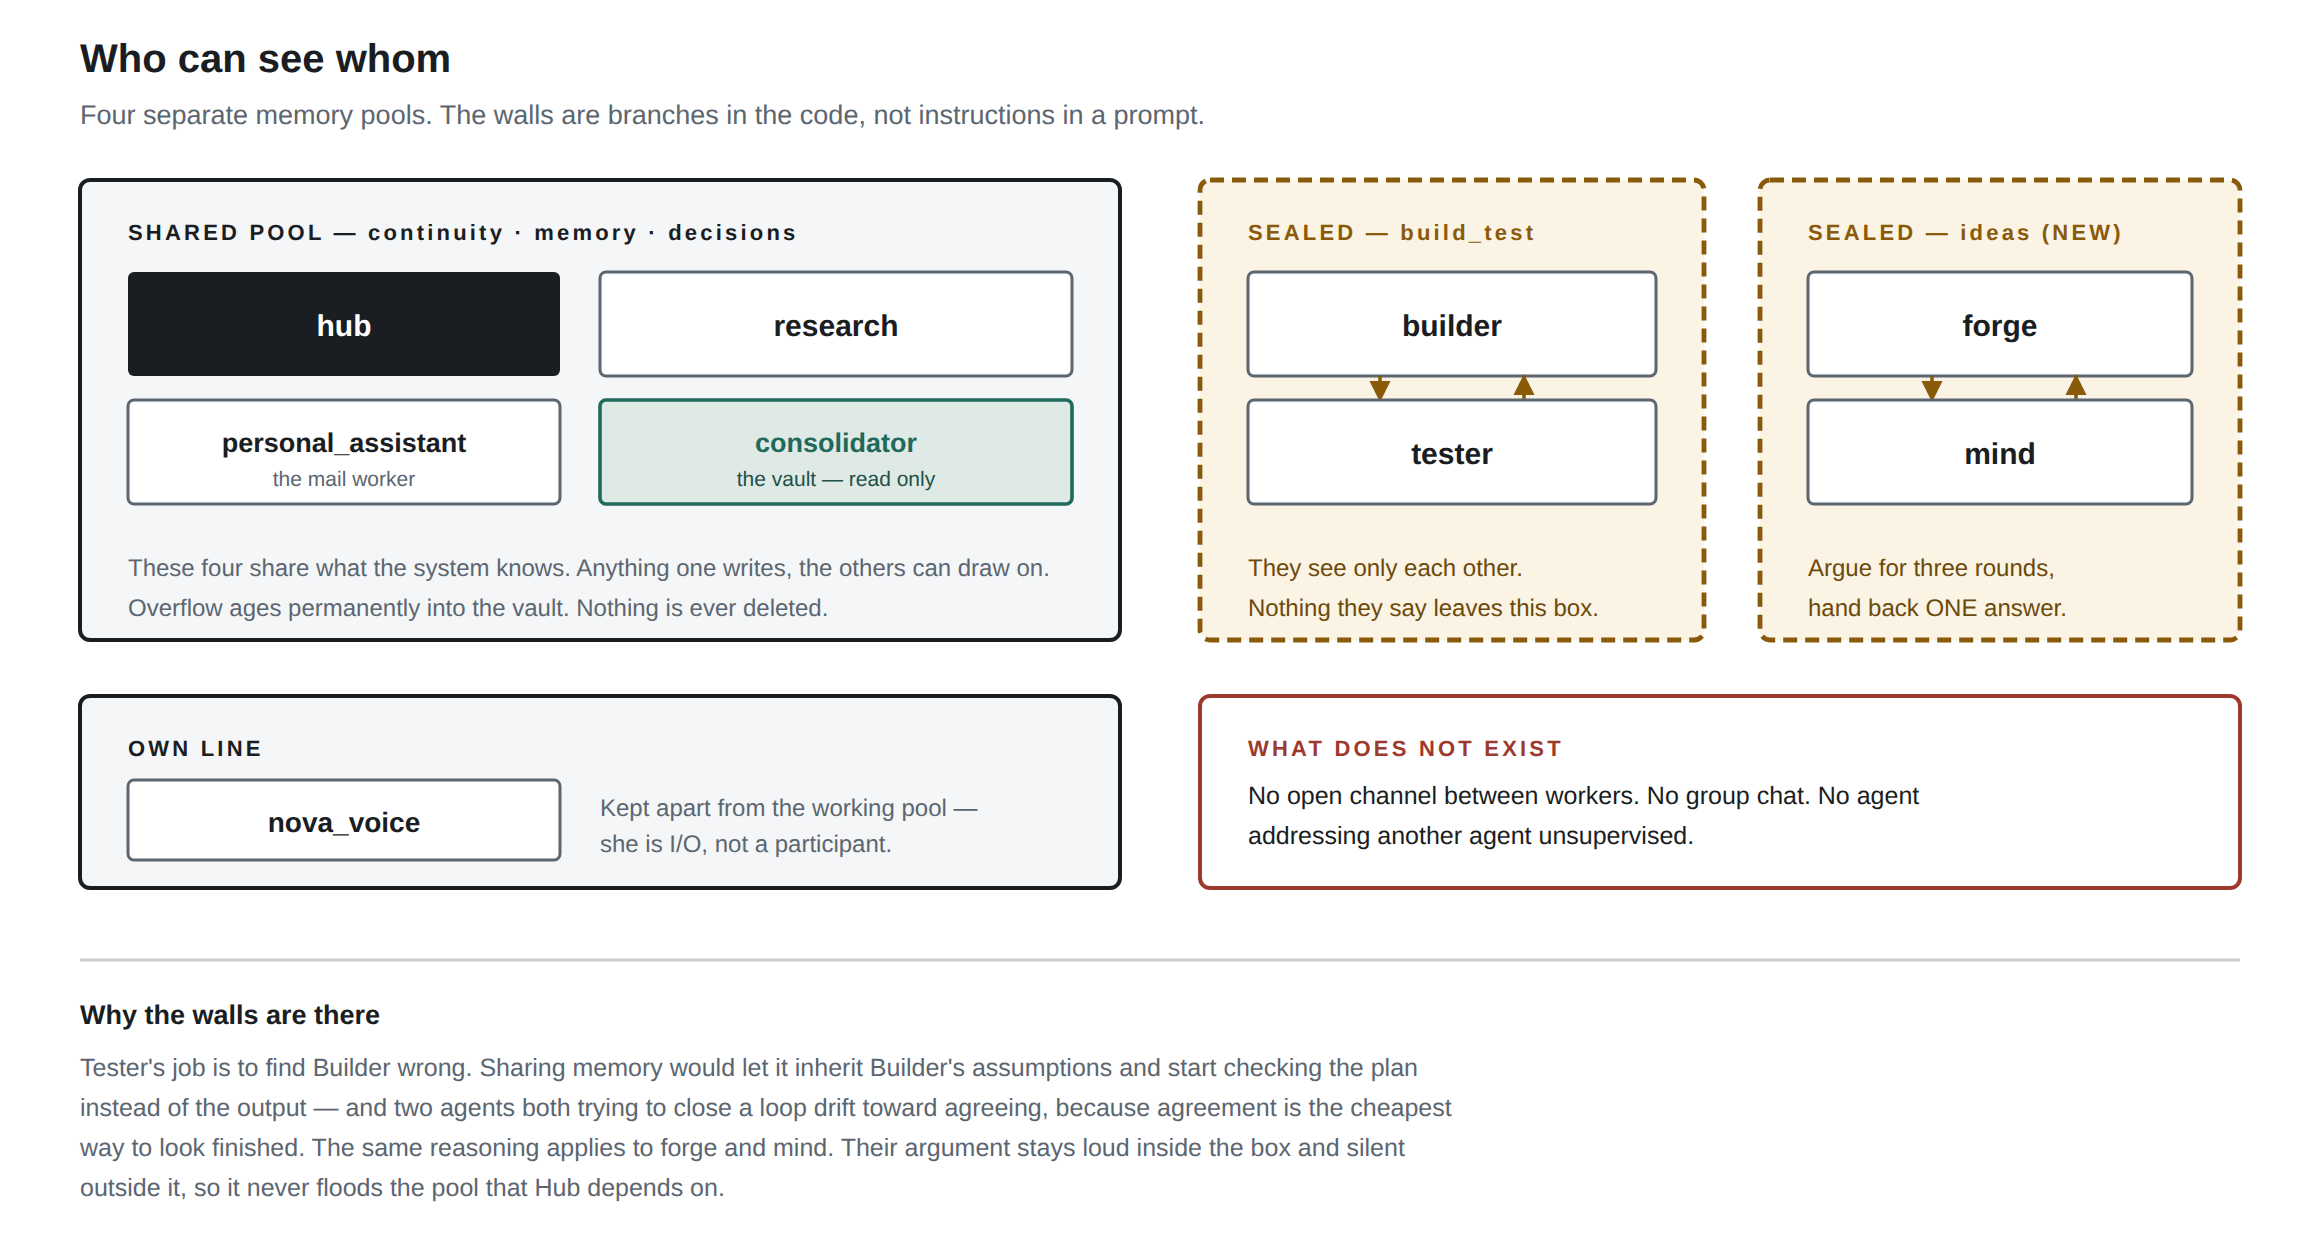 Who can see whom
Four separate memory pools. The walls are branches in the code, not instructions in a prompt.
SHARED POOL — continuity · memory · decisions
hub
research
personal_assistant
the mail worker
consolidator
the vault — read only
These four share what the system knows. Anything one writes, the others can draw on.
Overflow ages permanently into the vault. Nothing is ever deleted.
SEALED — build_test
builder
tester
They see only each other.
Nothing they say leaves this box.
SEALED — ideas (NEW)
forge
mind
Argue for three rounds,
hand back ONE answer.
OWN LINE
nova_voice
Kept apart from the working pool —
she is I/O, not a participant.
WHAT DOES NOT EXIST
No open channel between workers. No group chat. No agent
addressing another agent unsupervised.
Why the walls are there
Tester's job is to find Builder wrong. Sharing memory would let it inherit Builder's assumptions and start checking the plan
instead of the output — and two agents both trying to close a loop drift toward agreeing, because agreement is the cheapest
way to look finished. The same reasoning applies to forge and mind. Their argument stays loud inside the box and silent
outside it, so it never floods the pool that Hub depends on.